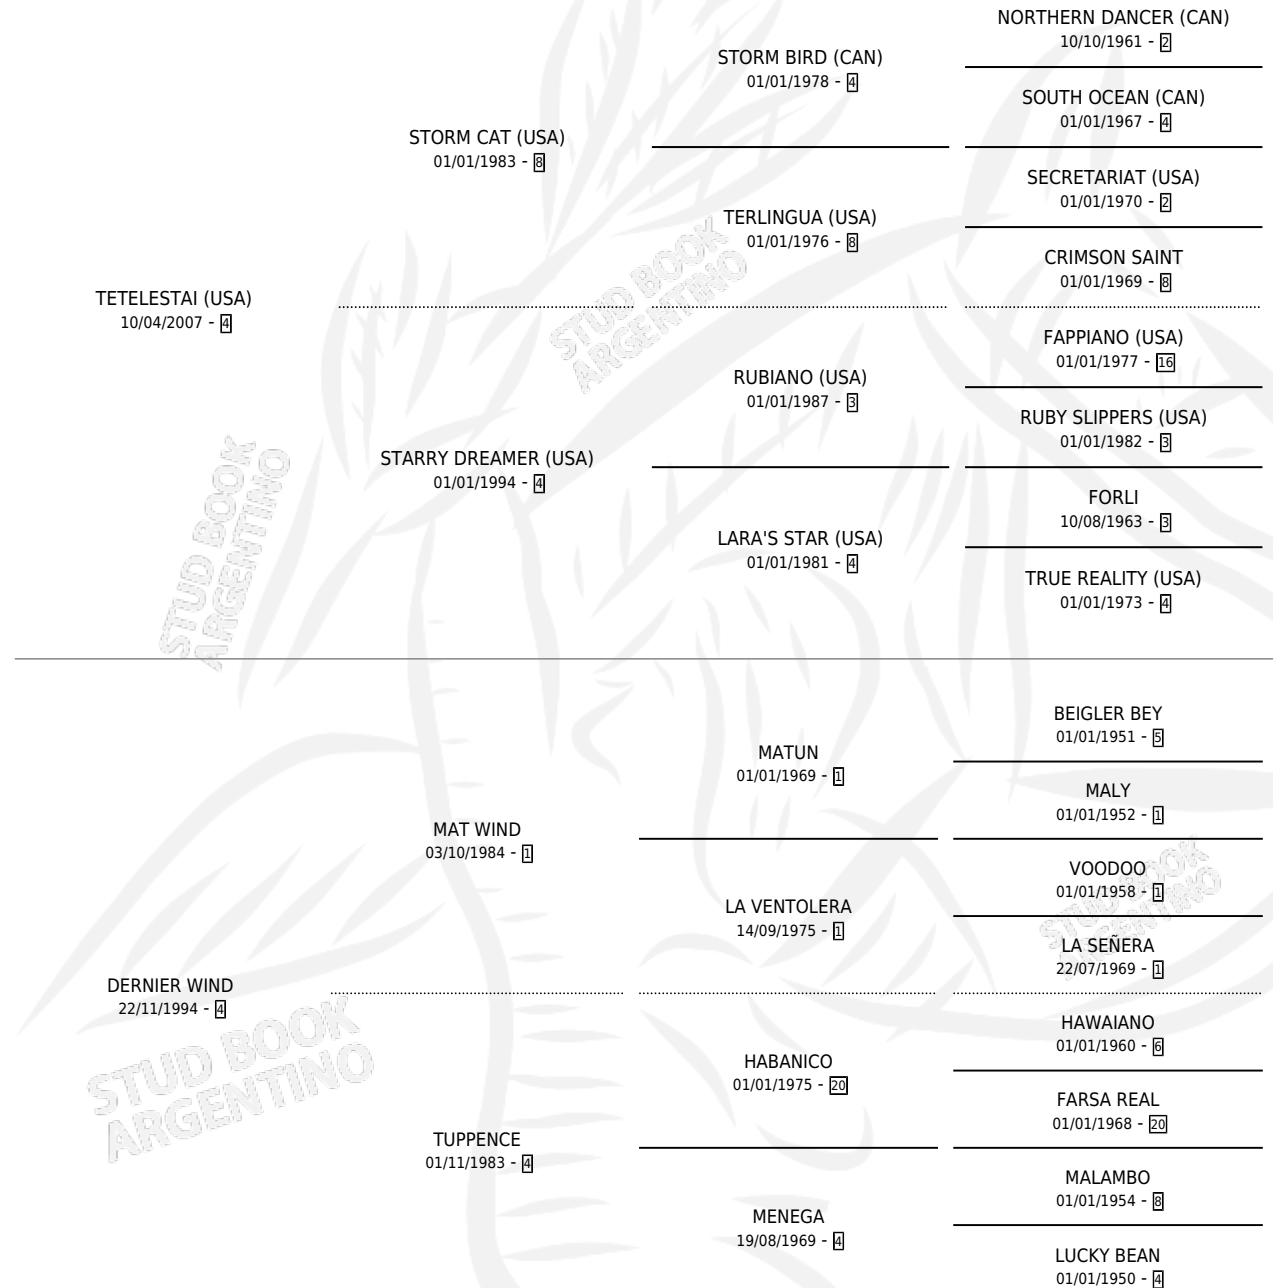 NORTHERN DANCER (CAN)
10/10/1961 - 2
STORM BIRD (CAN)
01/01/1978 - 4
SOUTH OCEAN (CAN)
01/01/1967 - 4
STORM CAT (USA)
01/01/1983 - 8
SECRETARIAT (USA)
01/01/1970 - 2
TERLINGUA (USA)
01/01/1976 - 8
CRIMSON SAINT
01/01/1969 - 8
TETELESTAI (USA)
10/04/2007 - 4
STUD BOOK
ARGENTINO
FAPPIANO (USA)
01/01/1977 - 16
RUBIANO (USA)
01/01/1987 - 3
RUBY SLIPPERS (USA)
01/01/1982 - 3
STARRY DREAMER (USA)
01/01/1994 - 4
FORLI
10/08/1963 - 3
LARA'S STAR (USA)
01/01/1981 - 4
TRUE REALITY (USA)
01/01/1973 - 4
STUD BOOK
ARGENTINO
BEIGLER BEY
01/01/1951 - 5
MATUN
01/01/1969 - 1
MALY
01/01/1952 - 1
MAT WIND
03/10/1984 - 1
VOODOO
01/01/1958 - 1
LA VENTOLERA
14/09/1975 - 1
STUD BOOK
ARGENTINO
LA SEÑERA
22/07/1969 - 1
DERNIER WIND
22/11/1994 - 4
STUD BOOK
ARGENTINO
HAWAIANO
01/01/1960 - 6
HABANICO
01/01/1975 - 20
FARSA REAL
01/01/1968 - 20
TUPPENCE
01/11/1983 - 4
MALAMBO
01/01/1954 - 8
MENEGA
19/08/1969 - 4
LUCKY BEAN
01/01/1950 - 4